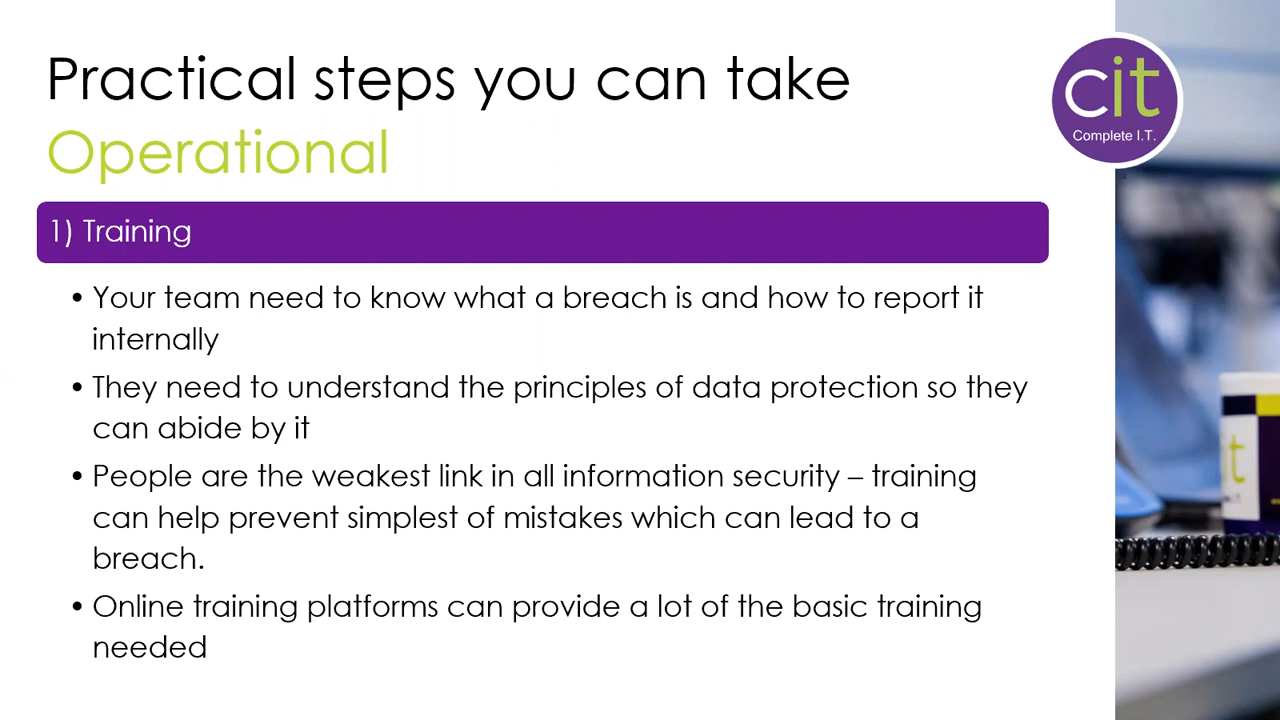 Practical steps you can take
Operational
cit
Complete I.T.
1) Training
• Your team need to know what a breach is and how to report it
internally
• They need to understand the principles of data protection so they
can abide by it
• People are the weakest link in all information security – training
can help prevent simplest of mistakes which can lead to a
breach.
• Online training platforms can provide a lot of the basic training
needed